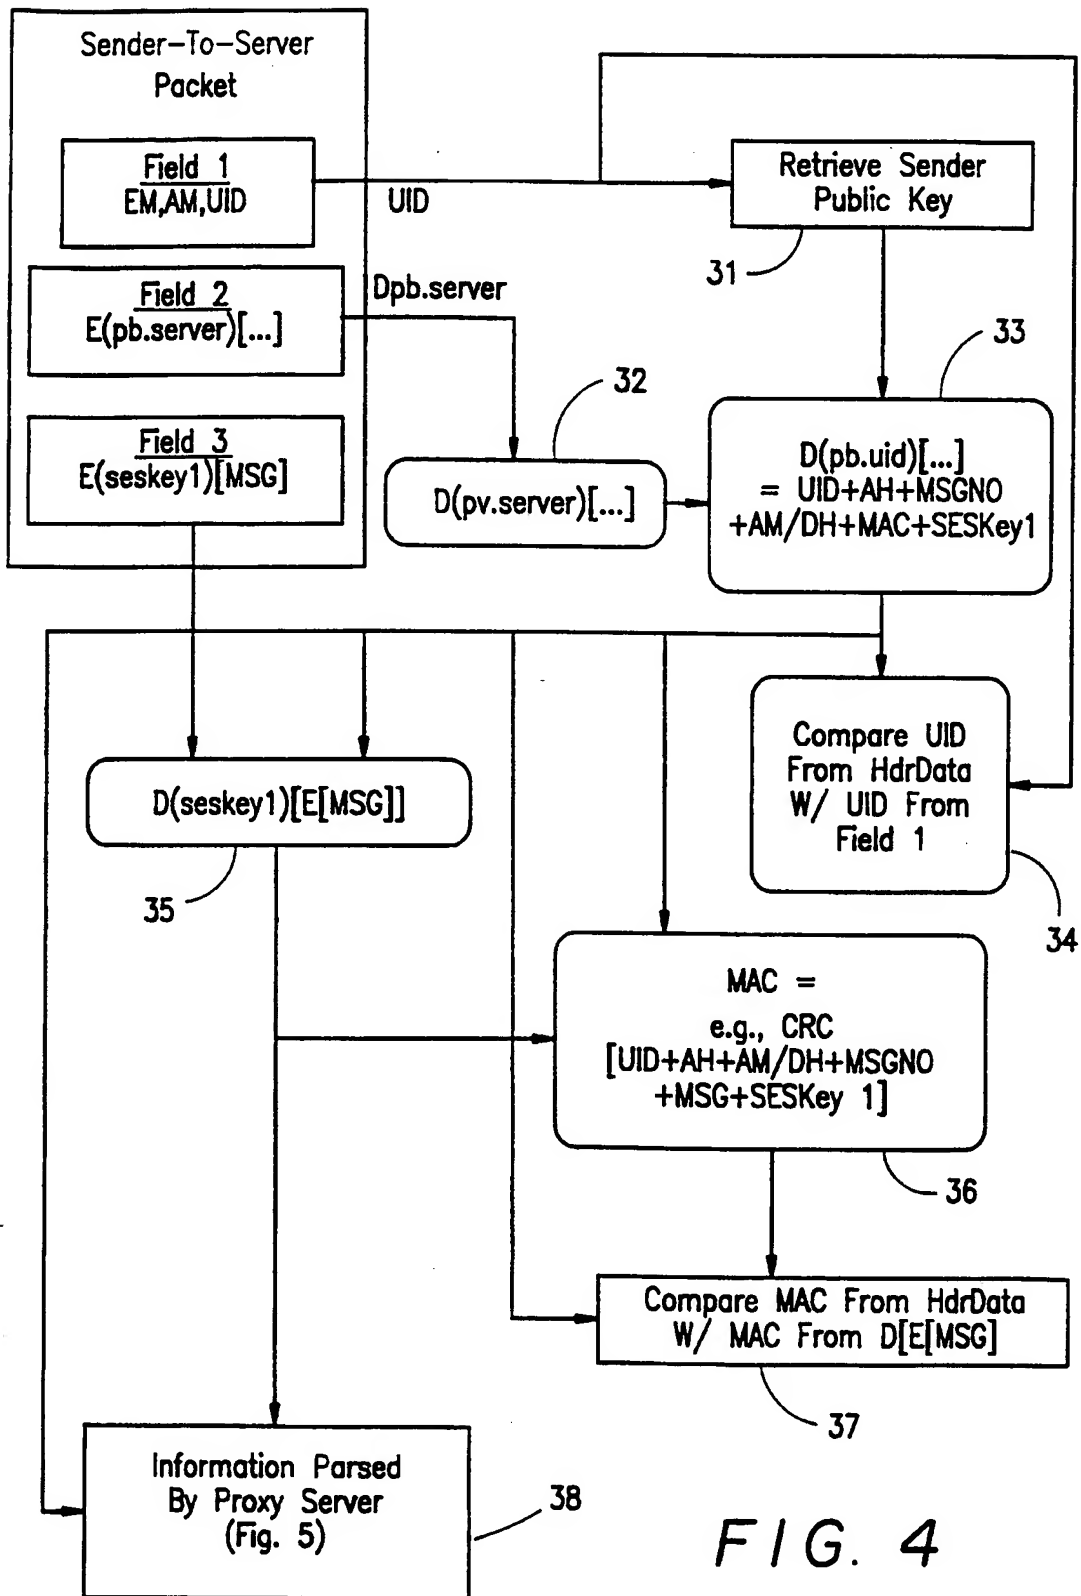 Sender-To-Server
Packet
Field 1
EM,AM,UID
UID
Retrieve Sender
Public Key
31
Field 2
E(pb.server)[...]
Dpb.server
33
32
Field 3
E(seskey1)[MSG]
D(pv.server)[...]
D(pb.uid)[...]
= UID+AH+MSGNO
+AM/DH+MAC+SESKey1
Compare UID
From HdrData
W/ UID From
Field 1
34
D(seskey1)[E[MSG]]
35
MAC =
e.g., CRC
[UID+AH+AM/DH+MSGNO
+MSG+SESKey 1]
36
Compare MAC From HdrData
W/ MAC From D[E[MSG]
37
Information Parsed
By Proxy Server
(Fig. 5)
38
FIG. 4